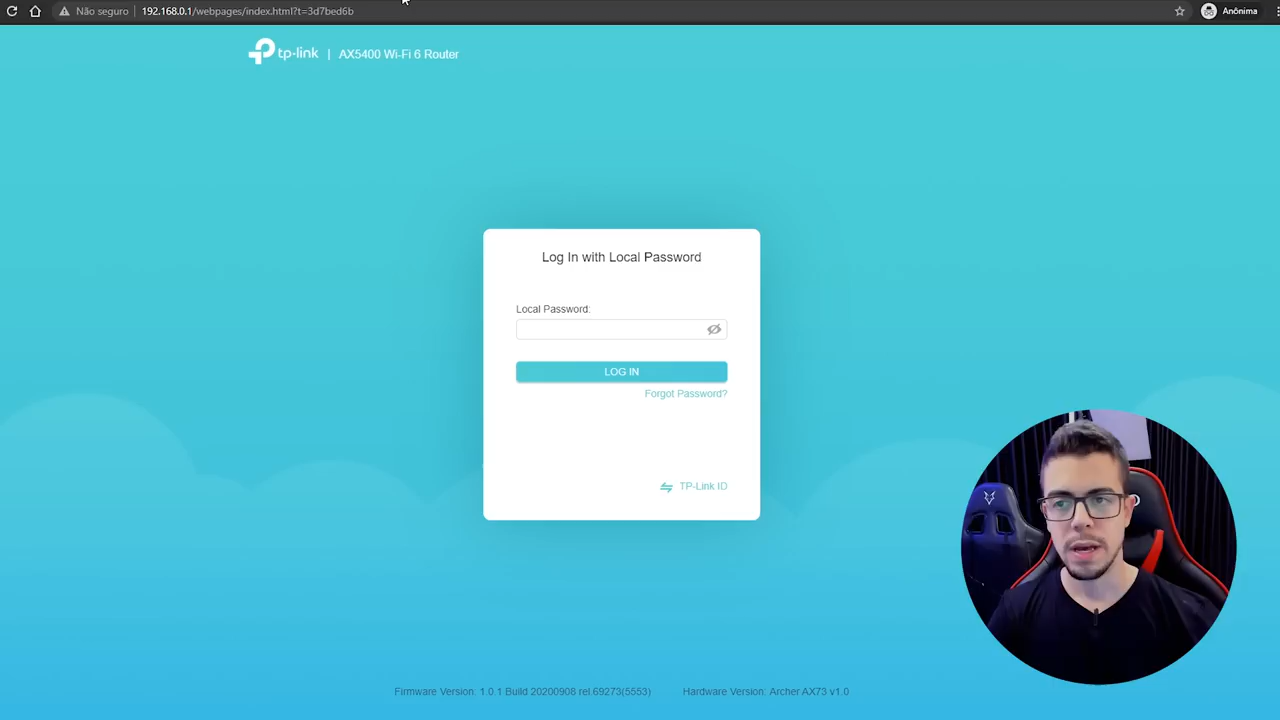 Não seguro 192.168.0.1/webpages/index.html?t=3d7bed6b Anônima
tp-link | AX5400 Wi-Fi 6 Router
Log In with Local Password
Local Password:
LOG IN
Forgot Password?
TP-Link ID
Firmware Version: 1.0.1 Build 20200908 rel.69273(5553) Hardware Version: Archer AX73 v1.0